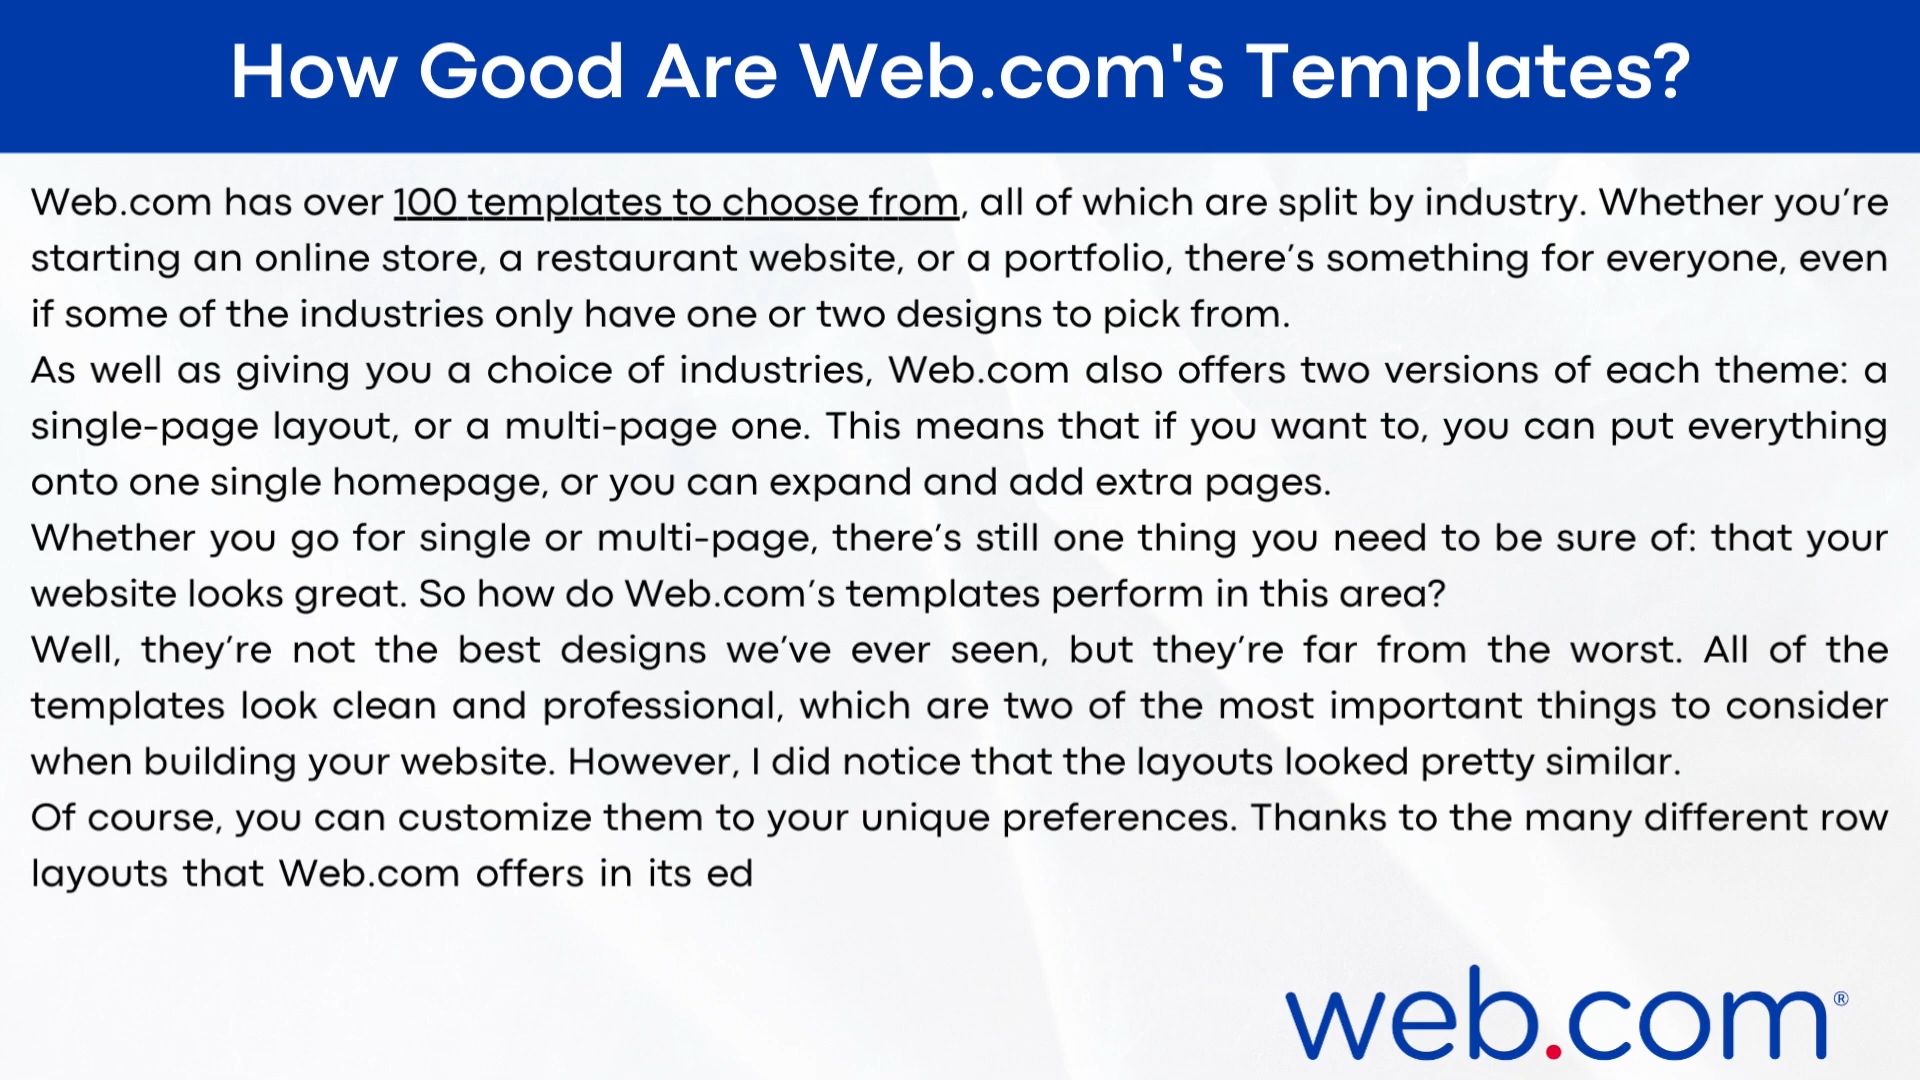 How Good Are Web.com's Templates?
Web.com has over 100 templates to choose from, all of which are split by industry. Whether you’re
starting an online store, a restaurant website, or a portfolio, there’s something for everyone, even
if some of the industries only have one or two designs to pick from.
As well as giving you a choice of industries, Web.com also offers two versions of each theme: a
single-page layout, or a multi-page one. This means that if you want to, you can put everything
onto one single homepage, or you can expand and add extra pages.
Whether you go for single or multi-page, there’s still one thing you need to be sure of: that your
website looks great. So how do Web.com’s templates perform in this area?
Well, they’re not the best designs we’ve ever seen, but they’re far from the worst. All of the
templates look clean and professional, which are two of the most important things to consider
when building your website. However, I did notice that the layouts looked pretty similar.
Of course, you can customize them to your unique preferences. Thanks to the many different row
layouts that Web.com offers in its ed
web.com®